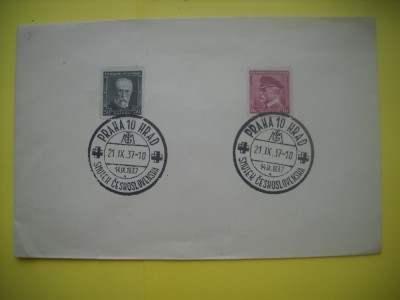 PRAHA 10 HRAD
21.IX.37-10
14.IX.1937
SMUTEK ČESKOSLOVENSKA
PRAHA 10 HRAD
21.IX.37-10
14.IX.1937
SMUTEK ČESKOSLOVENSKA